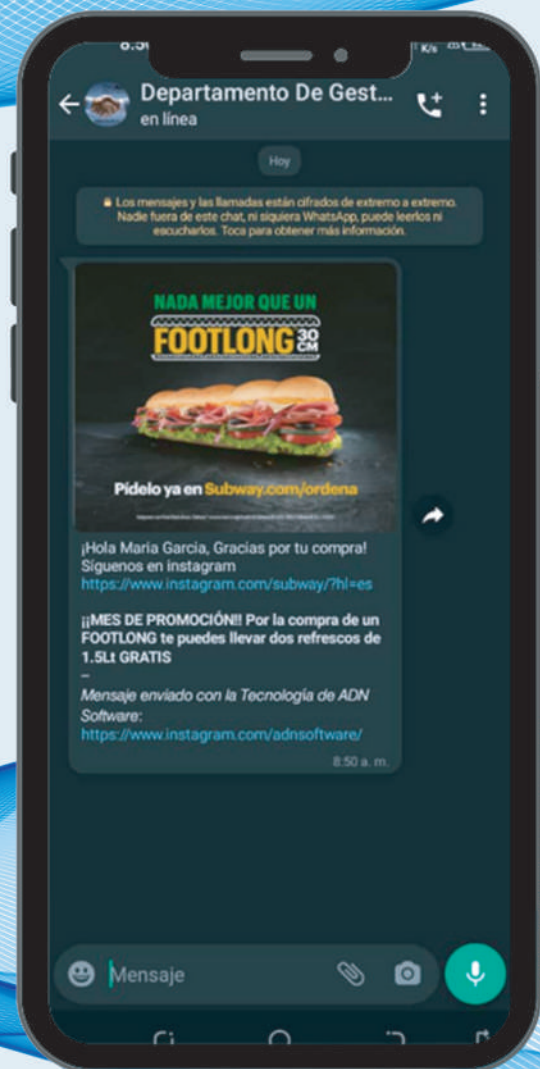 Departamento De Gest...
en línea
Hoy
Los mensajes y las llamadas están cifrados de extremo a extremo.
Nadie fuera de este chat, ni siquiera WhatsApp, puede leerlos ni
escucharlos. Toca para obtener más información.
NADA MEJOR QUE UN
FOOTLONG 30 CM
Pídelo ya en Subway.com/ordena
¡Hola Maria Garcia, Gracias por tu compra!
Síguenos en instagram
https://www.instagram.com/subway/?hl=es
¡¡MES DE PROMOCIÓN!! Por la compra de un
FOOTLONG te puedes llevar dos refrescos de
1.5Lt GRATIS
–
Mensaje enviado con la Tecnología de ADN
Software:
https://www.instagram.com/adnsoftware/
8:50 a. m.
Mensaje